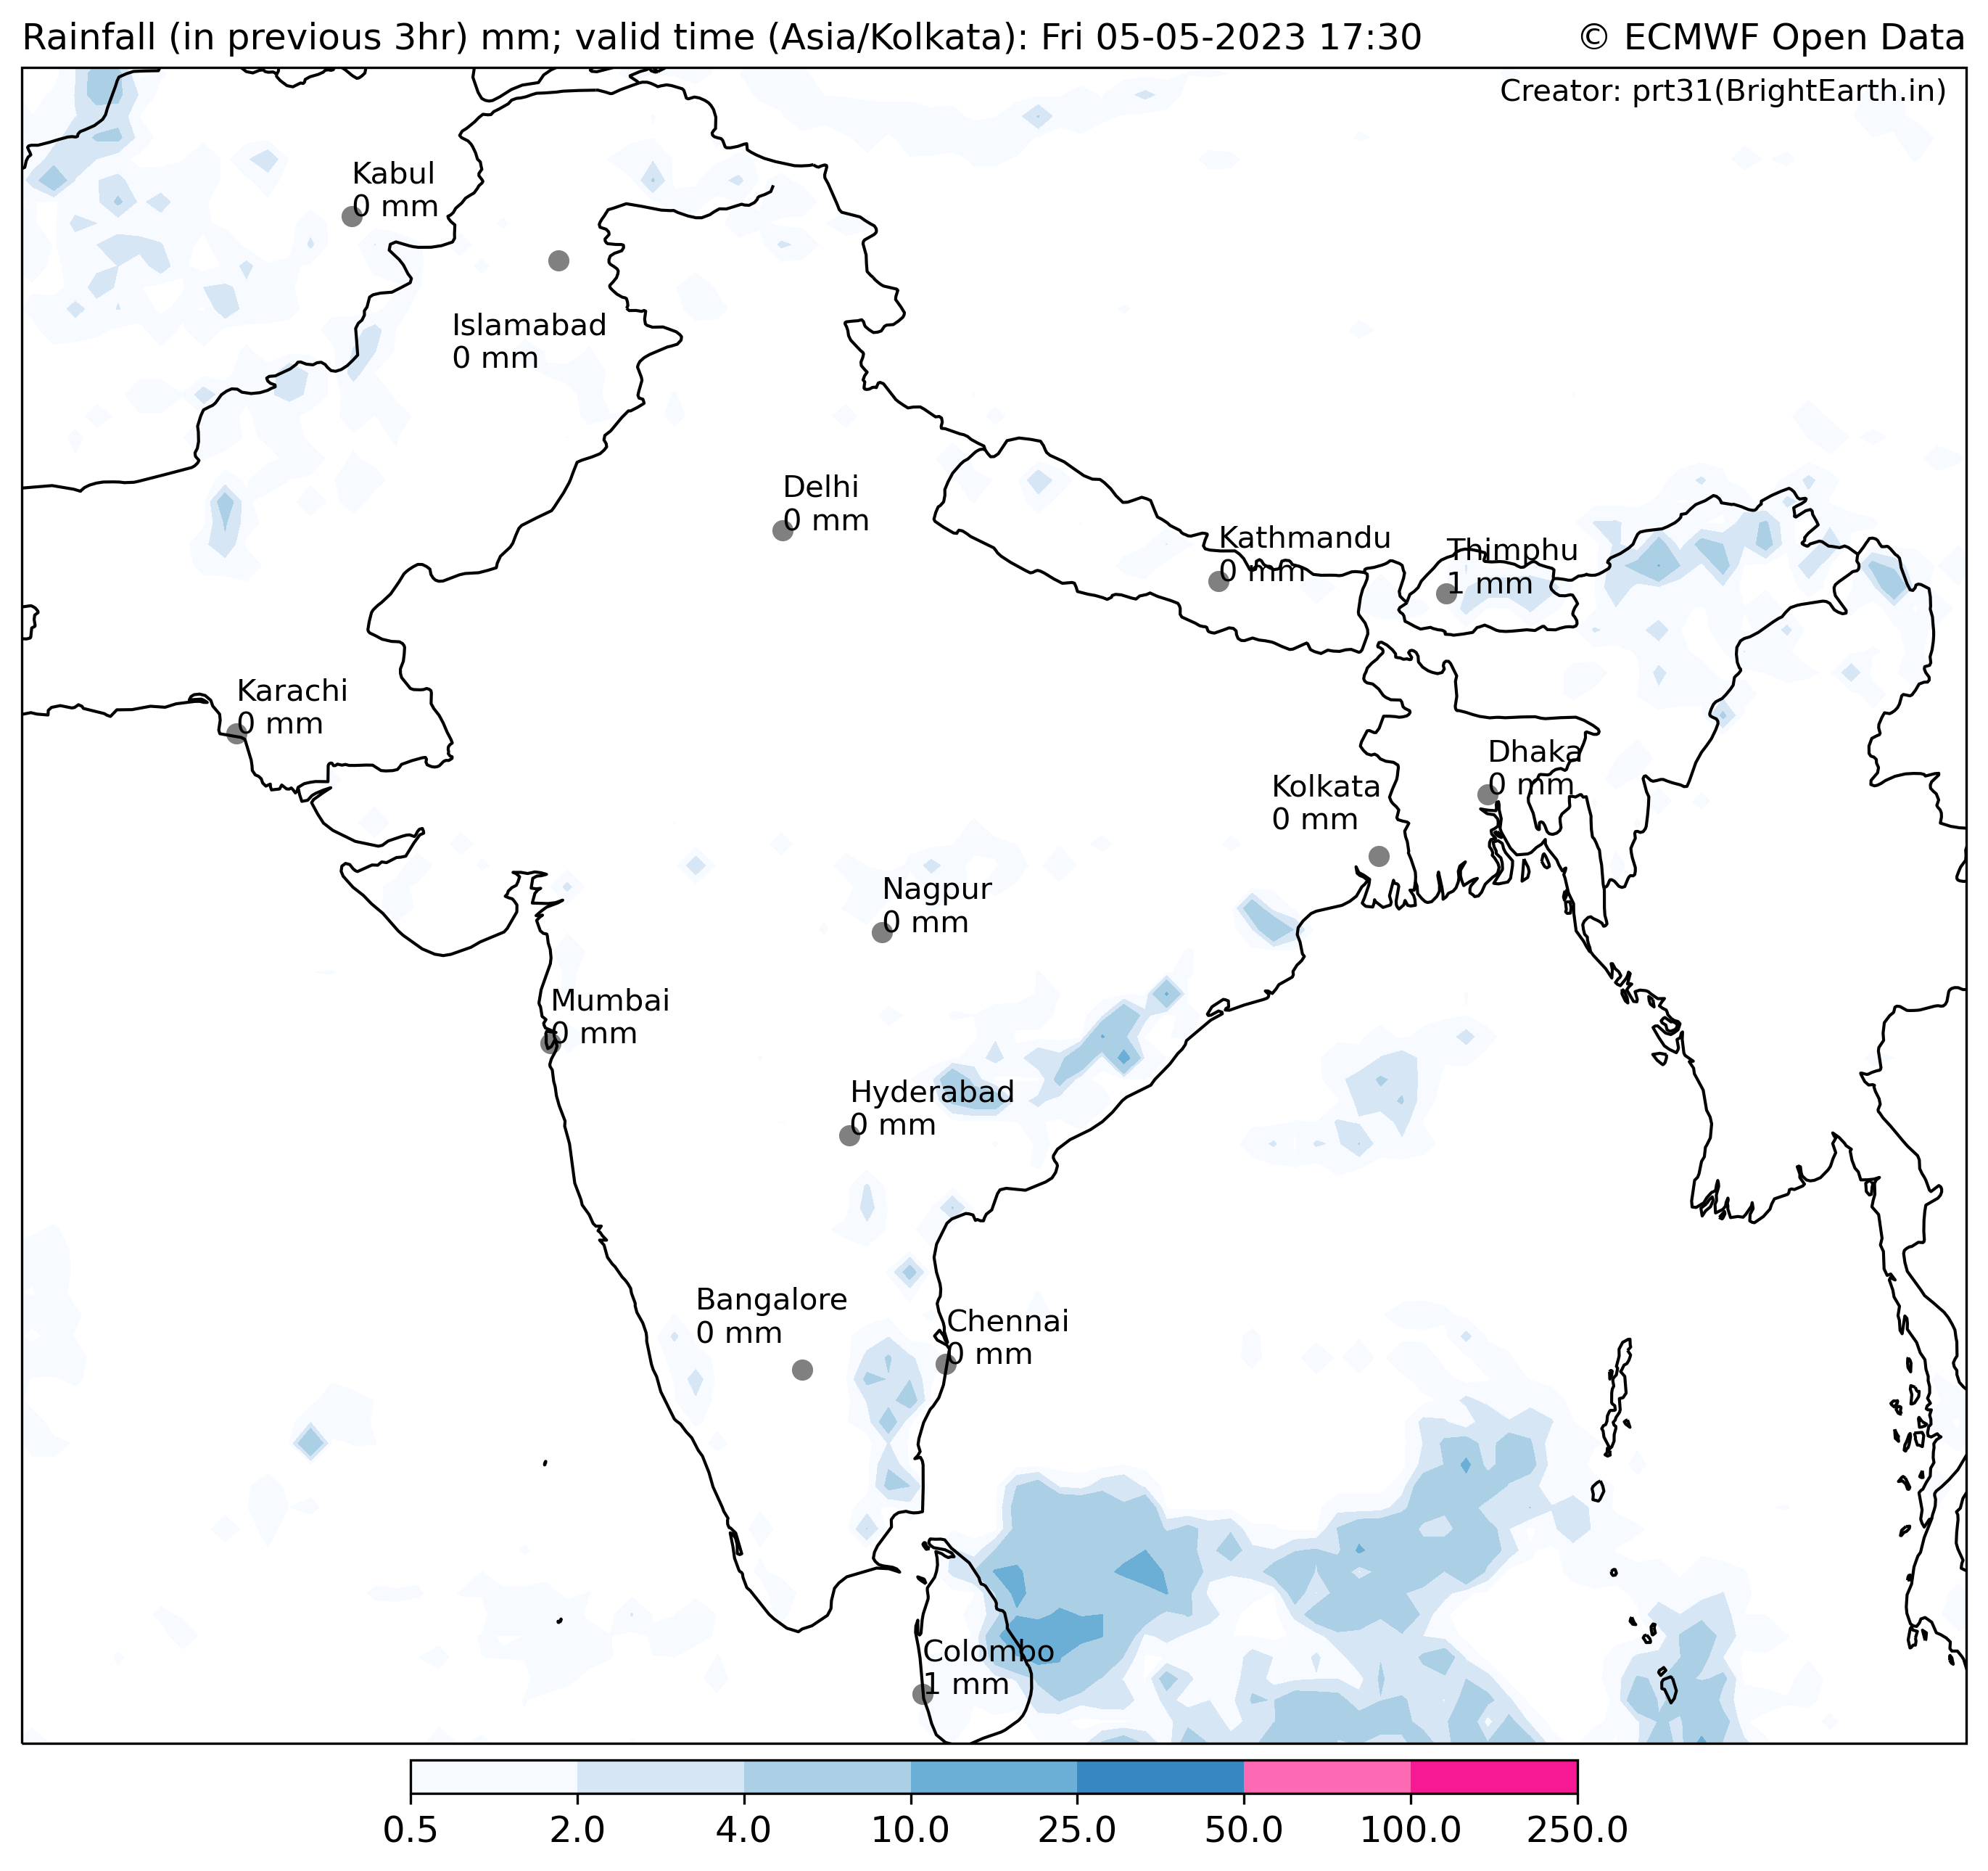 Rainfall (in previous 3hr) mm; valid time (Asia/Kolkata): Fri 05-05-2023 17:30
© ECMWF Open Data
Creator: prt31(BrightEarth.in)
Kabul
0 mm
Islamabad
0 mm
Delhi
0 mm
Kathmandu
0 mm
Thimphu
1 mm
Karachi
0 mm
Dhaka
0 mm
Kolkata
0 mm
Nagpur
0 mm
Mumbai
0 mm
Hyderabad
0 mm
Bangalore
0 mm
Chennai
0 mm
Colombo
1 mm
0.5 2.0 4.0 10.0 25.0 50.0 100.0 250.0